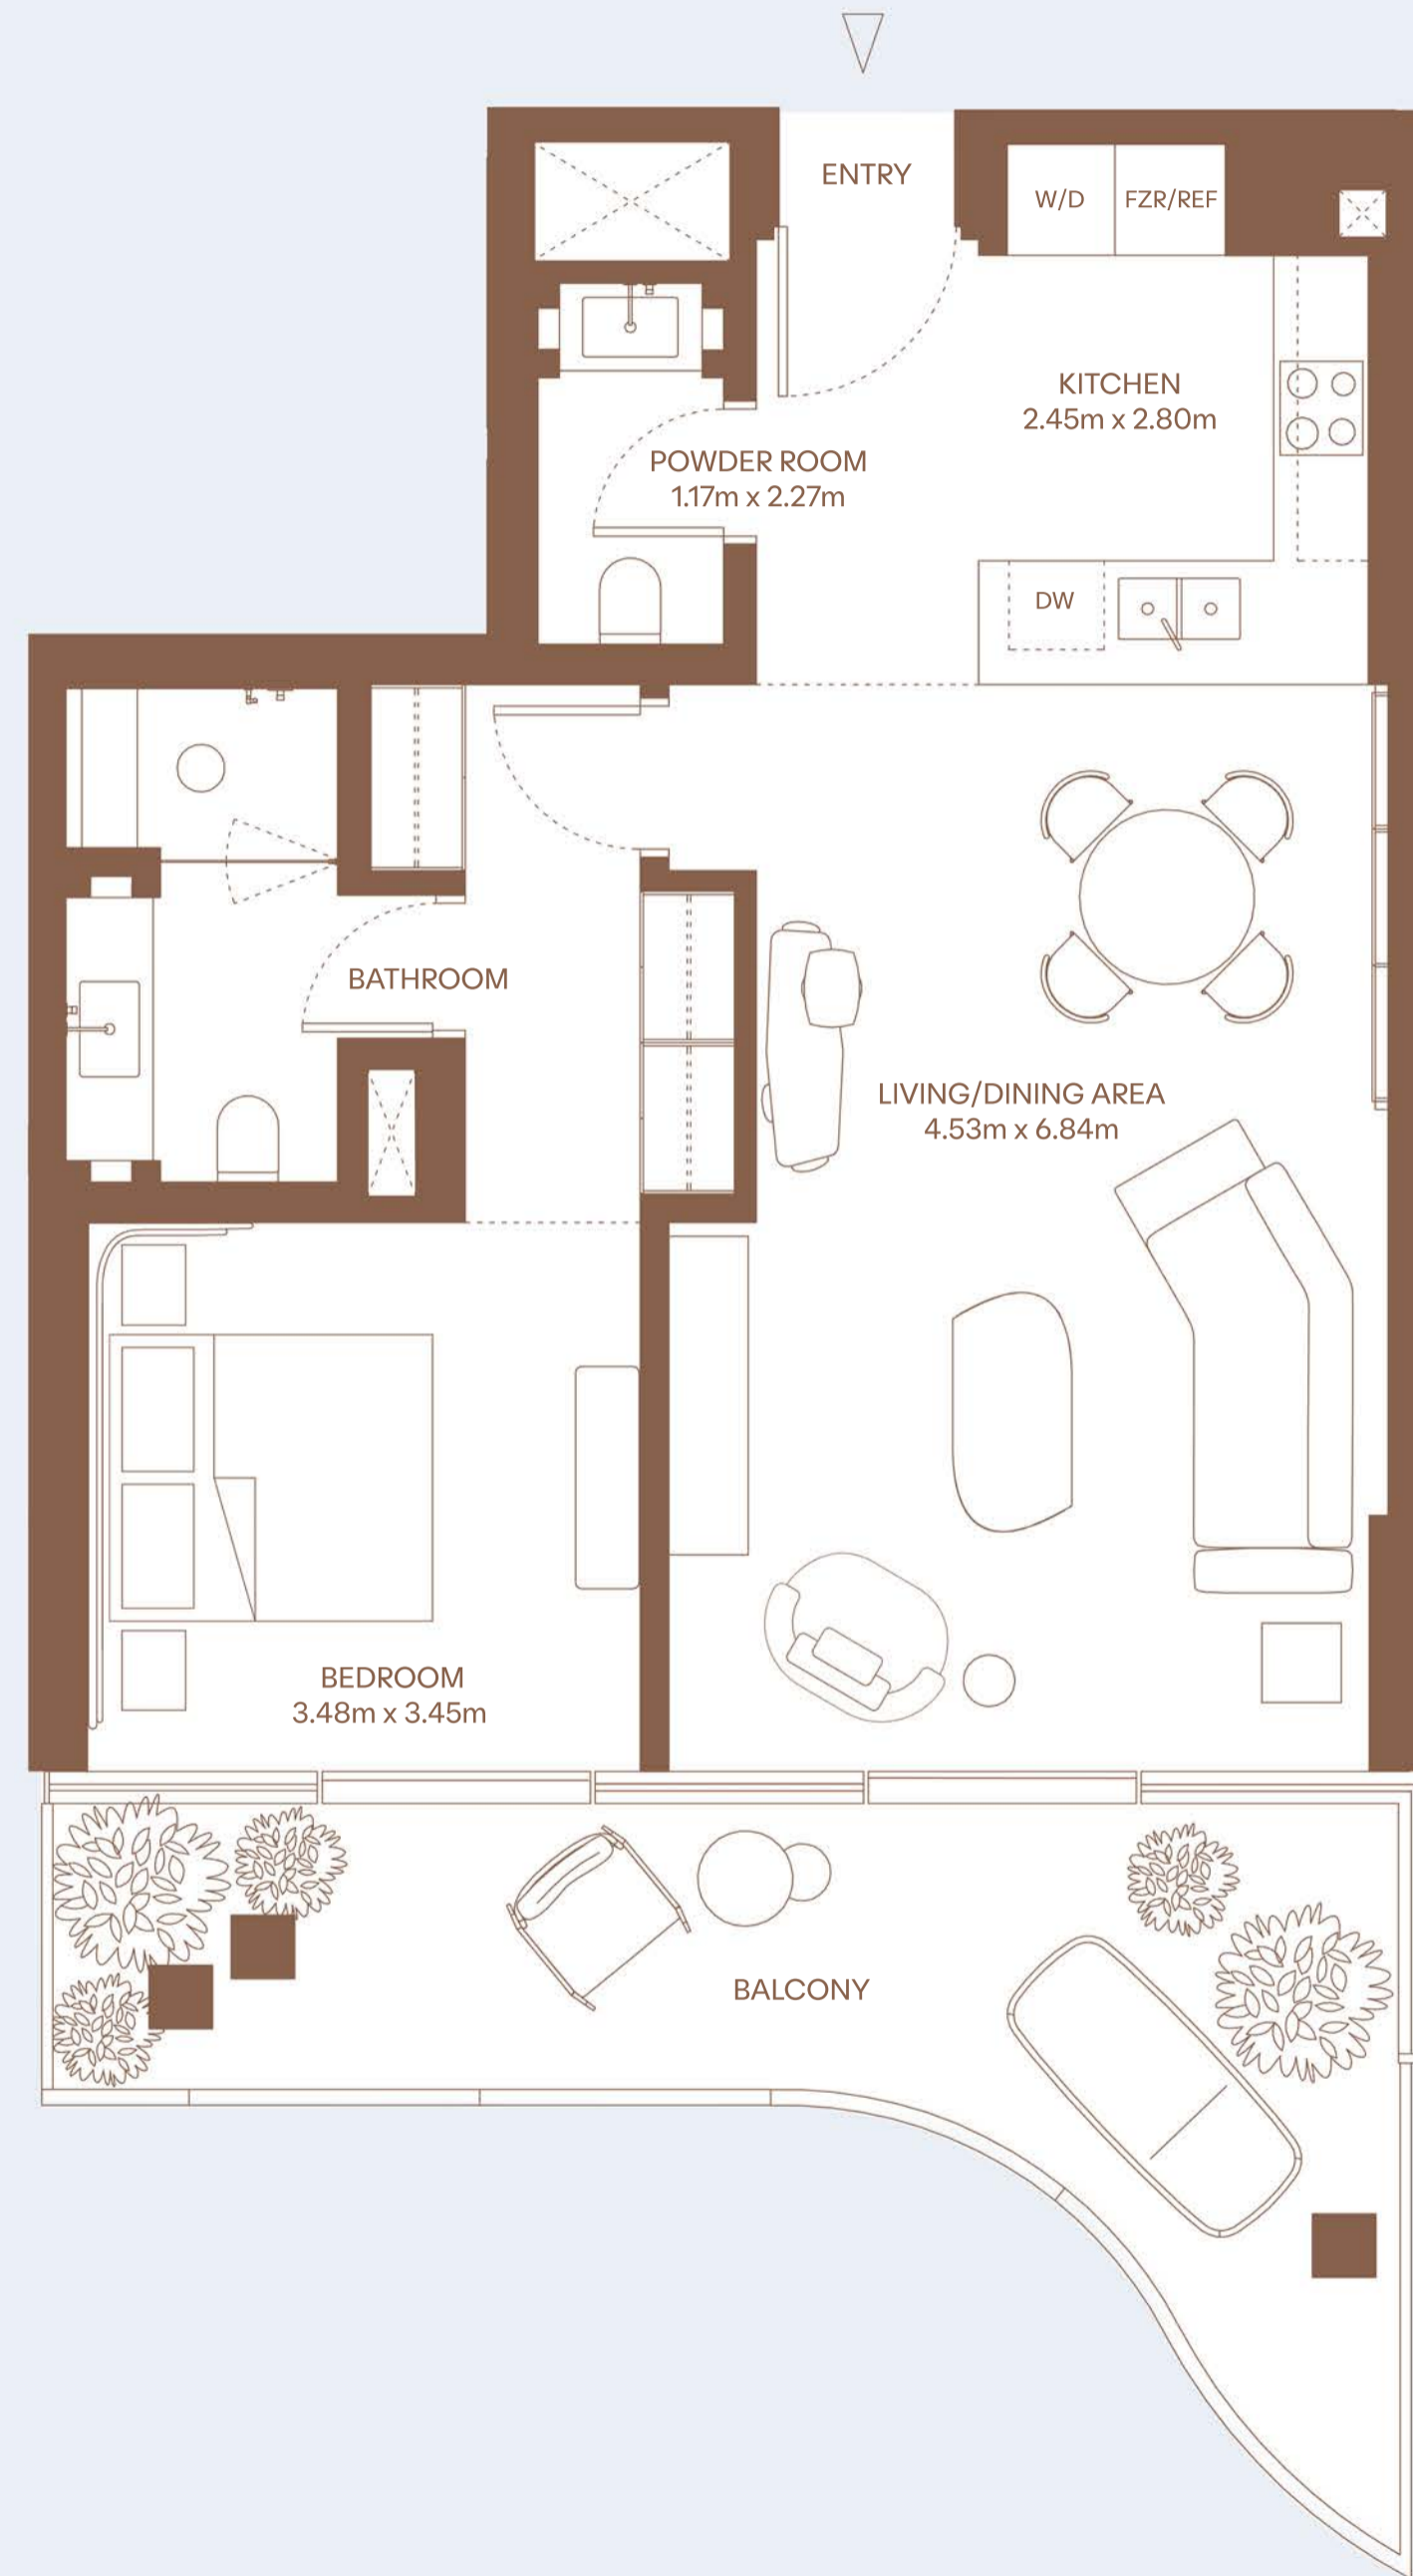 ENTRY
W/D
FZR/REF
KITCHEN
2.45m x 2.80m
POWDER ROOM
1.17m x 2.27m
DW
BATHROOM
LIVING/DINING AREA
4.53m x 6.84m
BEDROOM
3.48m x 3.45m
BALCONY